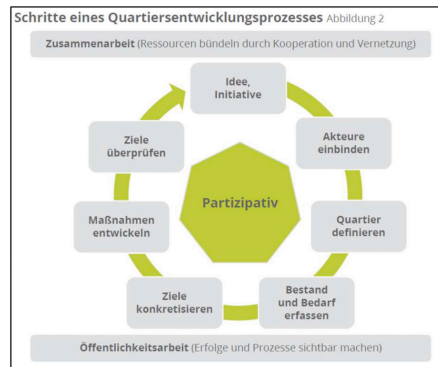 Schritte eines Quartiersentwicklungsprozesses Abbildung 2
Zusammenarbeit (Ressourcen bündeln durch Kooperation und Vernetzung)
Idee,
Initiative
Akteure
einbinden
Quartier
definieren
Bestand
und Bedarf
erfassen
Ziele
konkretisieren
Maßnahmen
entwickeln
Ziele
überprüfen
Partizipativ
Öffentlichkeitsarbeit (Erfolge und Prozesse sichtbar machen)